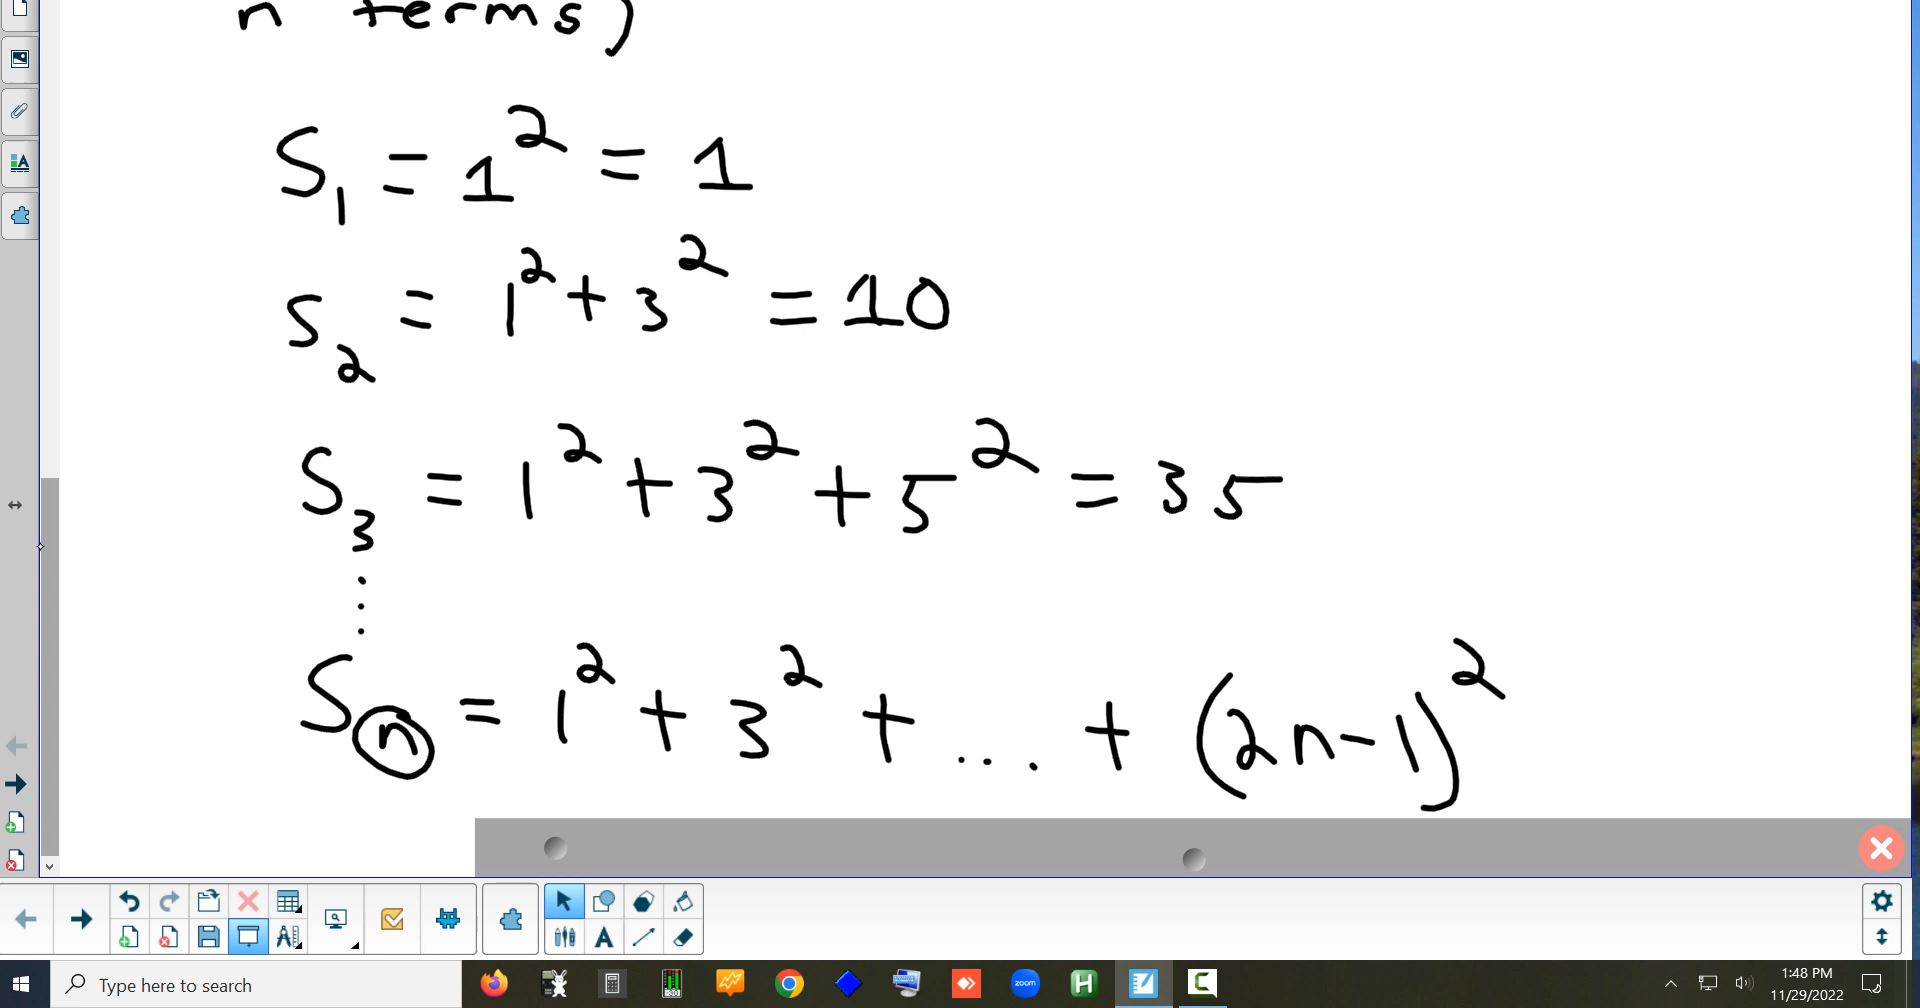 n terms)
S₁ = 1² = 1
S₂ = 1² + 3² = 10
S₃ = 1² + 3² + 5² = 35
⋮
Sₙ = 1² + 3² + ... + (2n-1)²
Type here to search
zoom
1:48 PM
11/29/2022